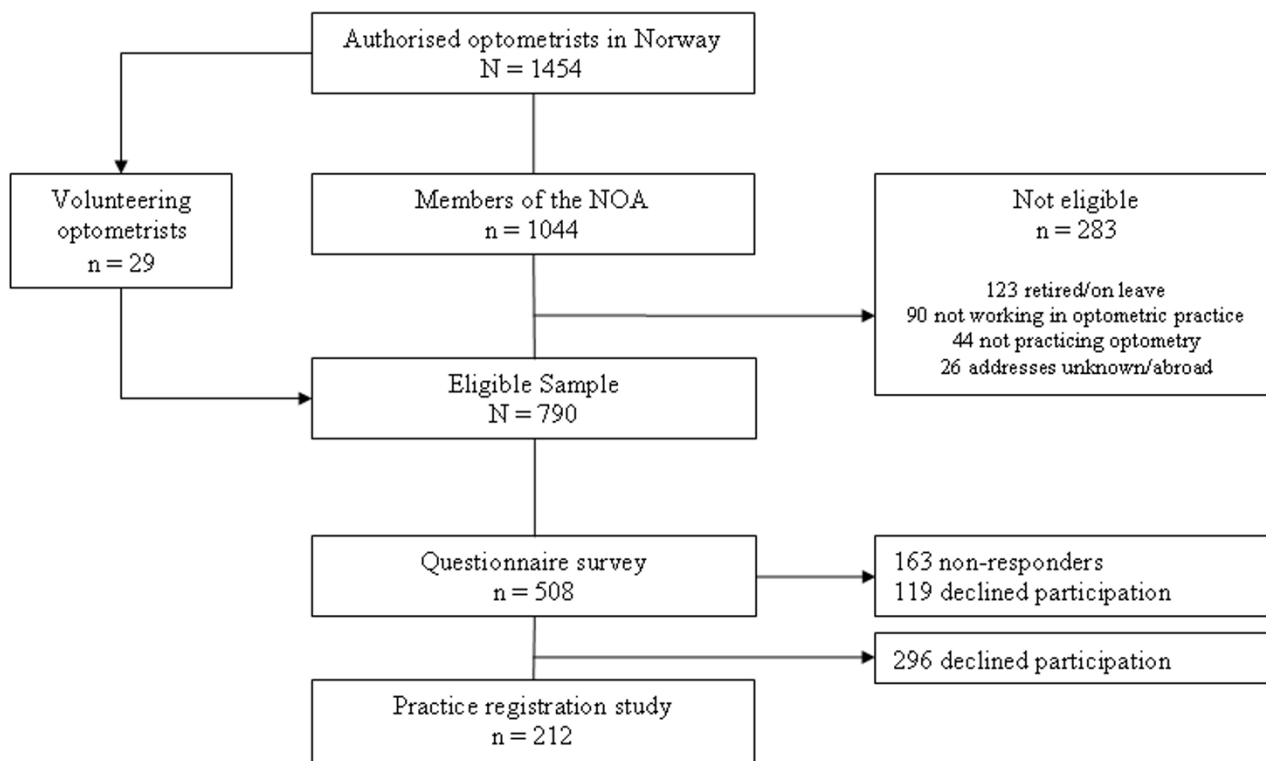 Authorised optometrists in Norway
N = 1454
Volunteering
optometrists
n = 29
Members of the NOA
n = 1044
Not eligible
n = 283
123 retired/on leave
90 not working in optometric practice
44 not practicing optometry
26 addresses unknown/abroad
Eligible Sample
N = 790
Questionnaire survey
n = 508
163 non-responders
119 declined participation
296 declined participation
Practice registration study
n = 212